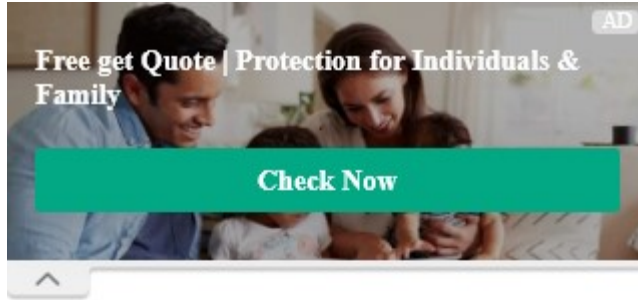 AD
Free get Quote | Protection for Individuals &
Family
Check Now